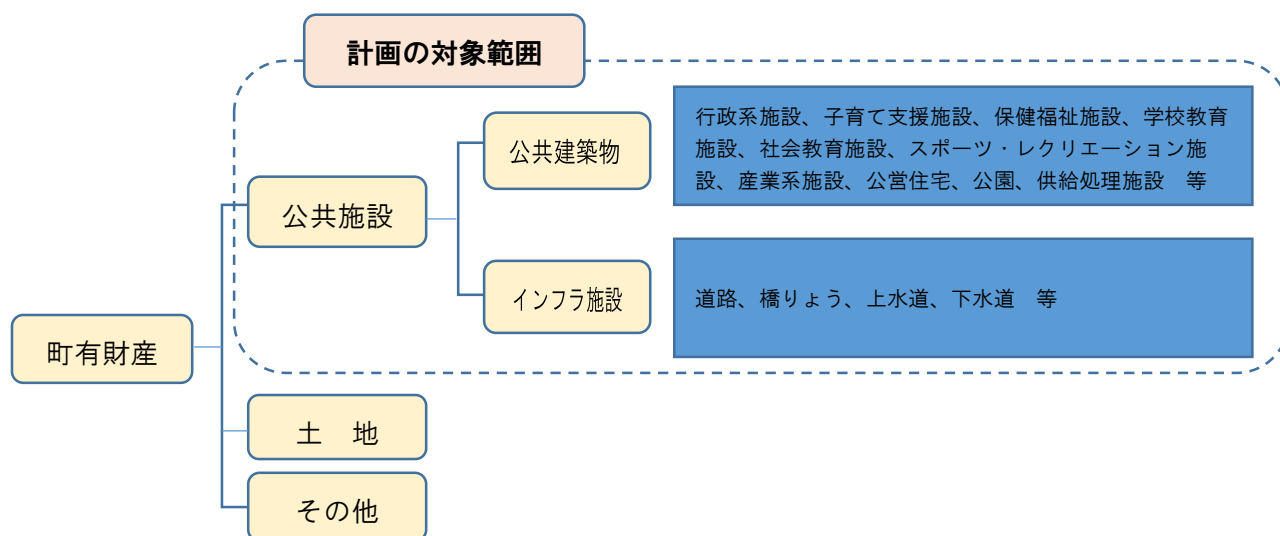 計画の対象範囲
行政系施設、子育て支援施設、保健福祉施設、学校教育
施設、社会教育施設、スポーツ・レクリエーション施
設、産業系施設、公営住宅、公園、供給処理施設　等
公共建築物
公共施設
インフラ施設
道路、橋りょう、上水道、下水道　等
町有財産
土　地
その他